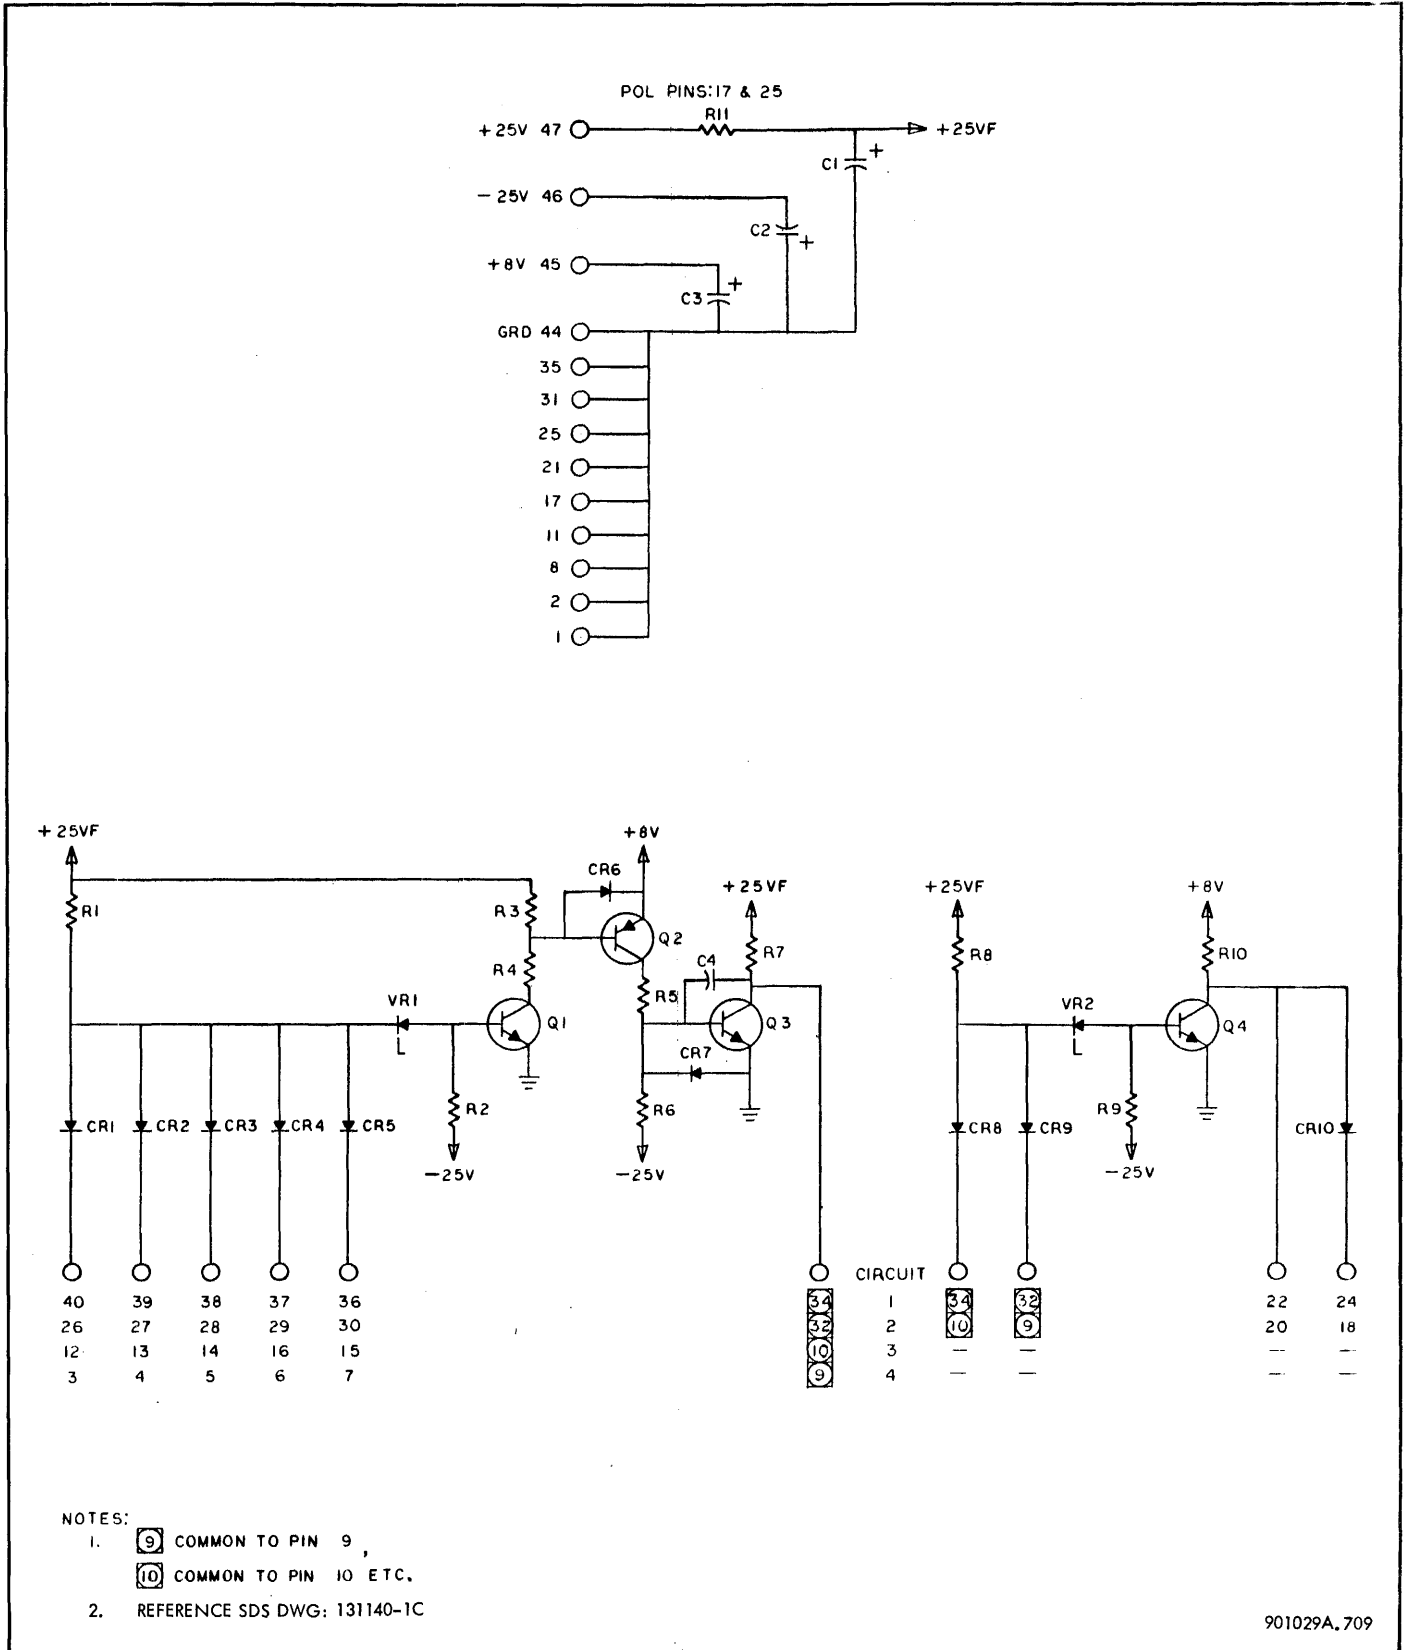 POL PINS:17 & 25
R11
+25V 47
+25VF
C1 +
-25V 46
C2
+
+8V 45
+
C3
GRD 44
35
31
25
21
17
11
8
2
1
+25VF
+8V
CR6
+25VF
+25VF
+8V
R1
R3
Q2
R7
R8
R10
R4
C4
R5
VR1
VR2
Q1
Q3
Q4
L
L
CR7
R2
R6
R9
CR1
CR2
CR3
CR4
CR5
CR8
CR9
CR10
-25V
-25V
-25V
CIRCUIT
40 39 38 37 36 34 1 34 32 22 24
26 27 28 29 30 32 2 10 9 20 18
12 13 14 16 15 10 3 — — — —
3 4 5 6 7 9 4 — — — —
NOTES:
1. 9 COMMON TO PIN 9,
10 COMMON TO PIN 10 ETC.
2. REFERENCE SDS DWG: 131140-1C
901029A.709